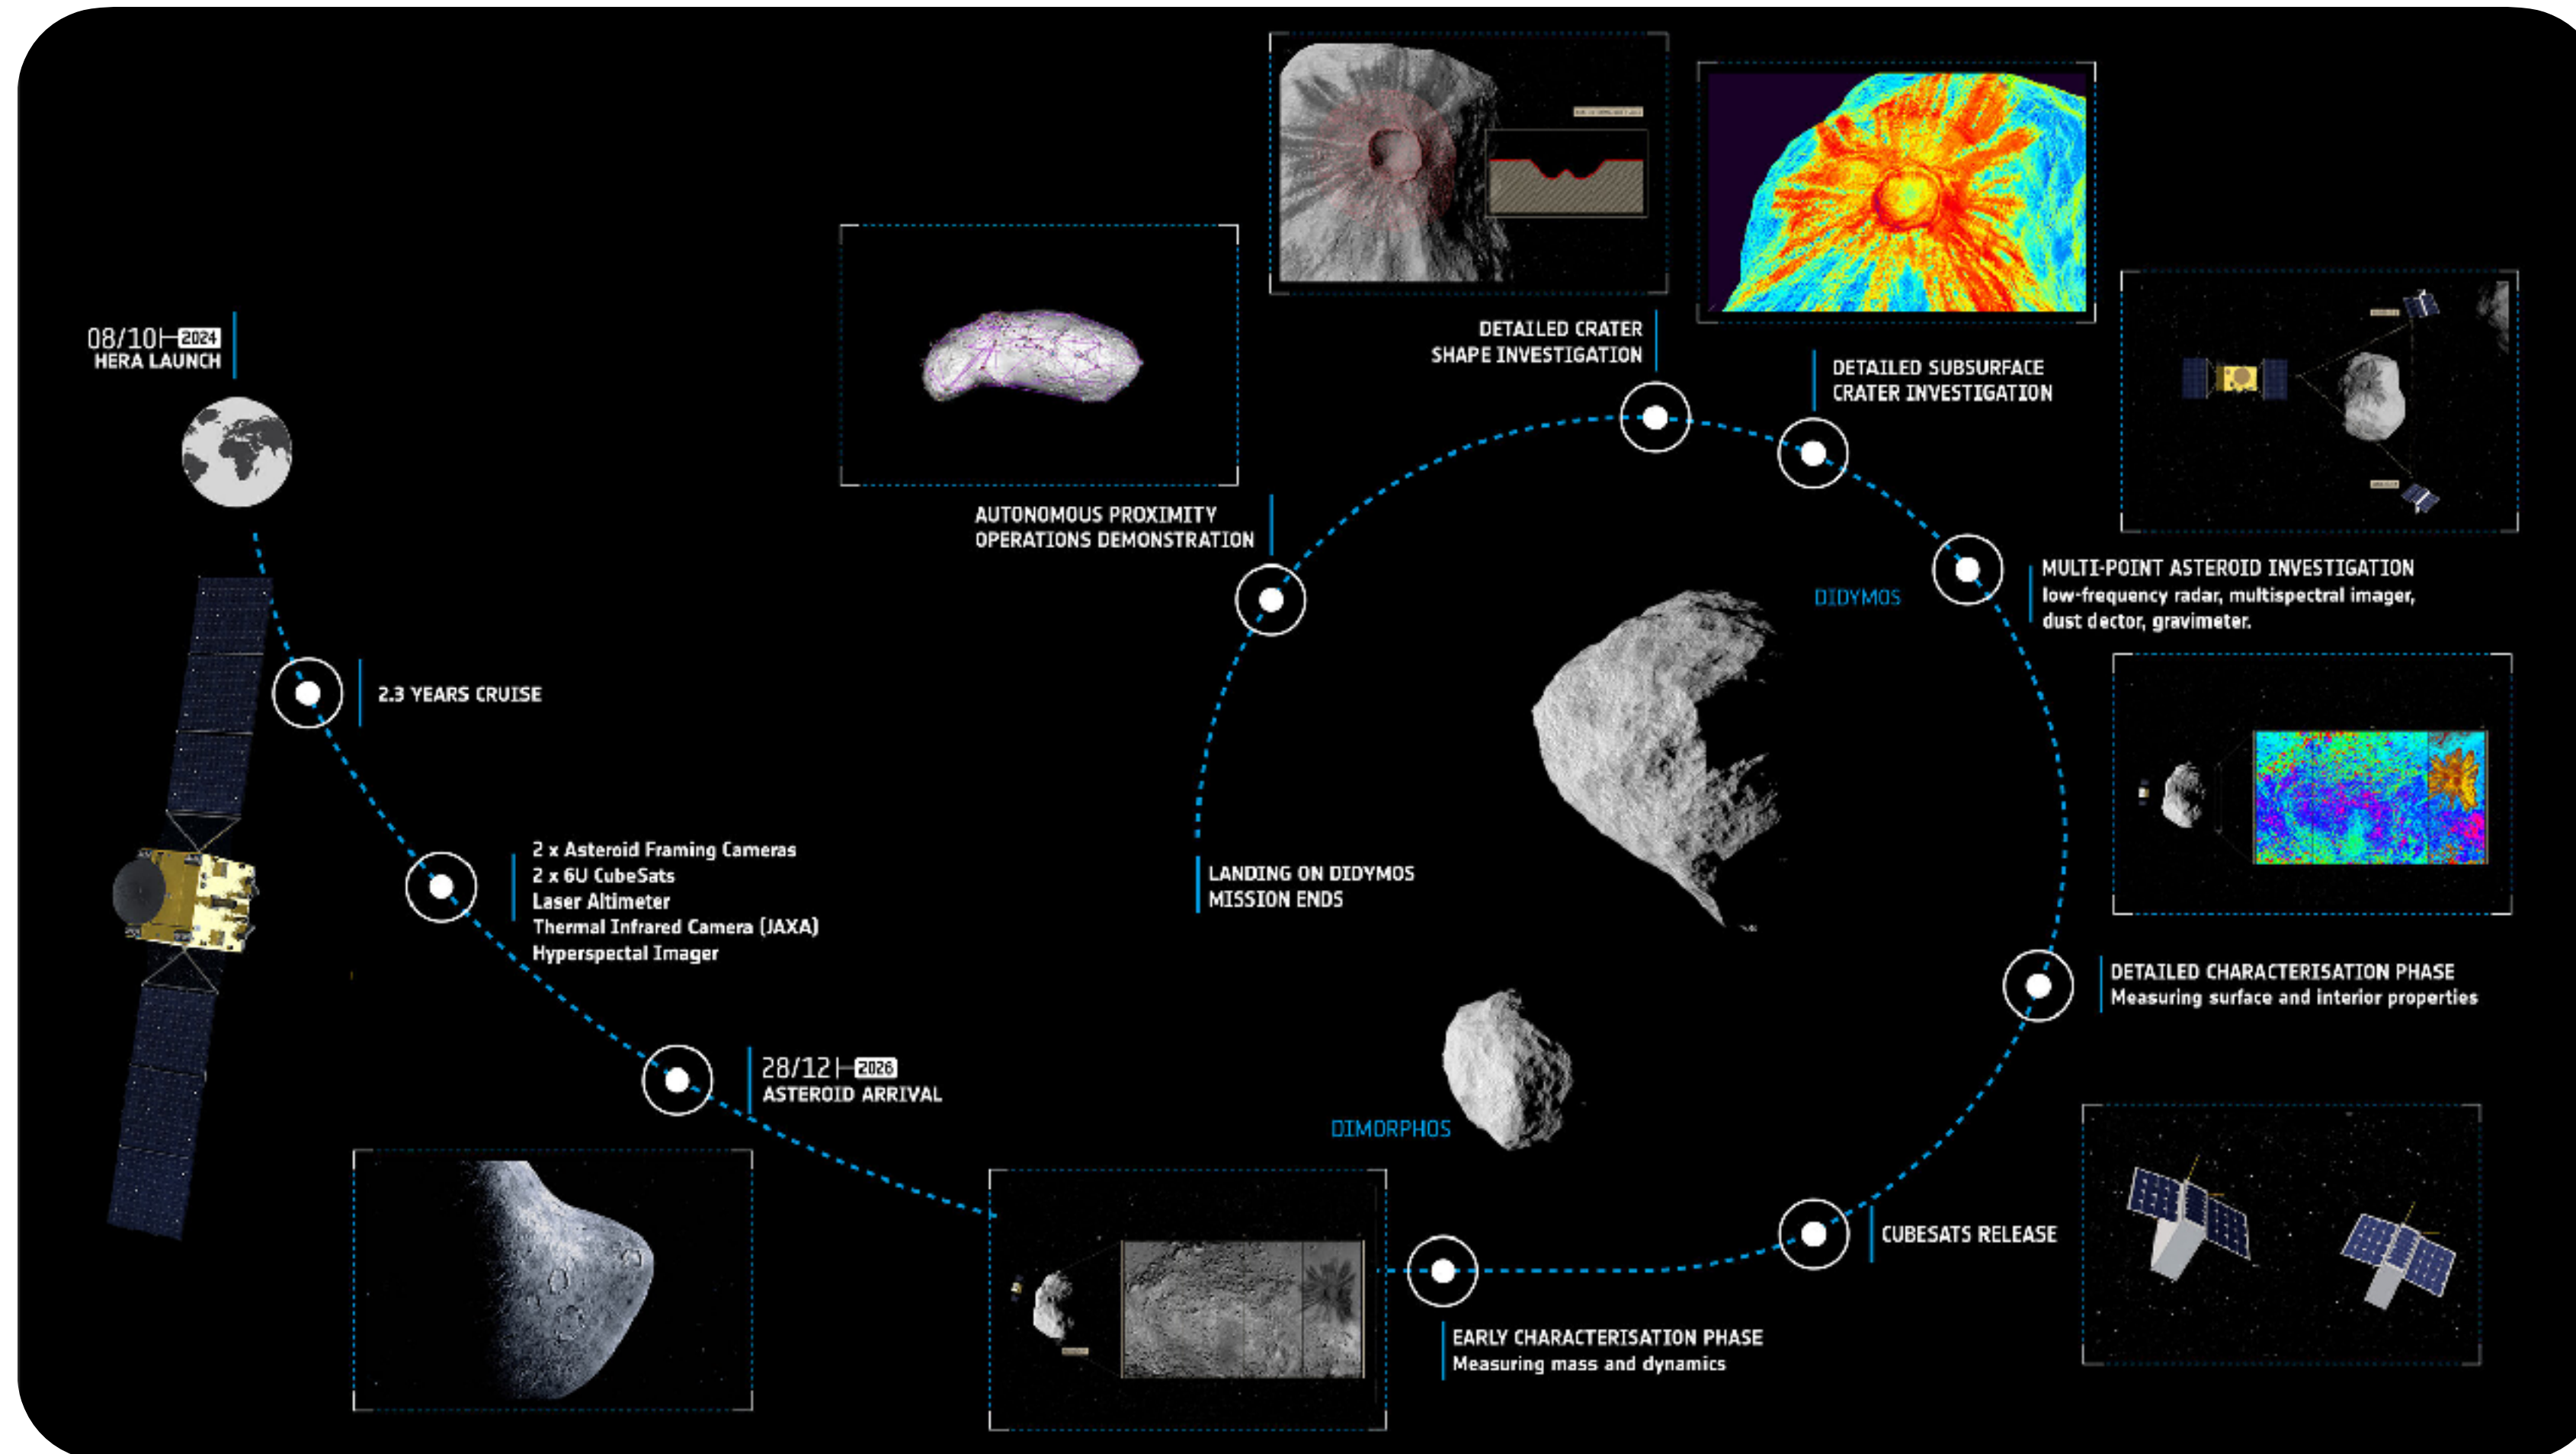 08/10 2024
HERA LAUNCH
2.3 YEARS CRUISE
2 x Asteroid Framing Cameras
2 x 6U CubeSats
Laser Altimeter
Thermal Infrared Camera (JAXA)
Hyperspectal Imager
28/12 2026
ASTEROID ARRIVAL
EARLY CHARACTERISATION PHASE
Measuring mass and dynamics
CUBESATS RELEASE
DETAILED CHARACTERISATION PHASE
Measuring surface and interior properties
MULTI-POINT ASTEROID INVESTIGATION
low-frequency radar, multispectral imager,
dust dector, gravimeter.
DETAILED SUBSURFACE
CRATER INVESTIGATION
DETAILED CRATER
SHAPE INVESTIGATION
AUTONOMOUS PROXIMITY
OPERATIONS DEMONSTRATION
LANDING ON DIDYMOS
MISSION ENDS
DIDYMOS
DIMORPHOS